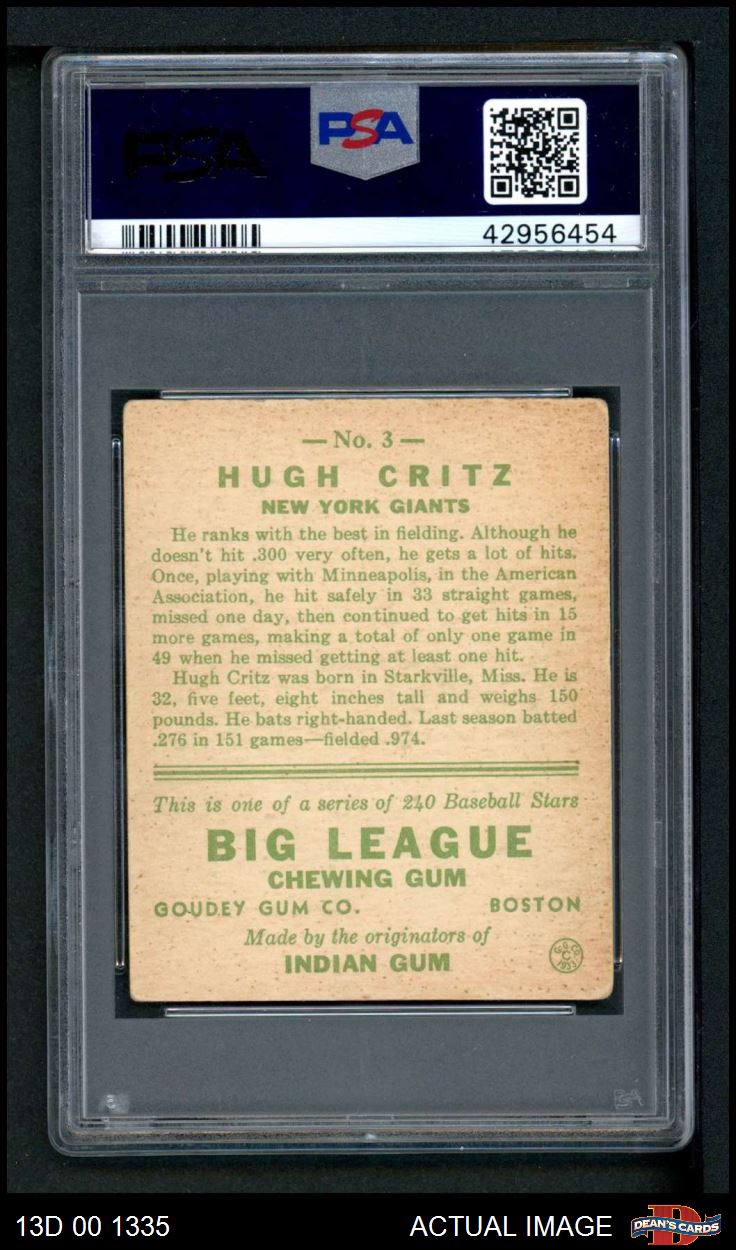 PSA
PSA
42956454
— No. 3 —
HUGH CRITZ
NEW YORK GIANTS
He ranks with the best in fielding. Although he
doesn't hit .300 very often, he gets a lot of hits.
Once, playing with Minneapolis, in the American
Association, he hit safely in 33 straight games,
missed one day, then continued to get hits in 15
more games, making a total of only one game in
49 when he missed getting at least one hit.
Hugh Critz was born in Starkville, Miss. He is
32, five feet, eight inches tall and weighs 150
pounds. He bats right-handed. Last season batted
.276 in 151 games—fielded .974.
This is one of a series of 240 Baseball Stars
BIG LEAGUE
CHEWING GUM
GOUDEY GUM CO. BOSTON
Made by the originators of
INDIAN GUM
G.G.CO.
C
1933
PSA
13D 00 1335 ACTUAL IMAGE
D
DEAN'S CARDS